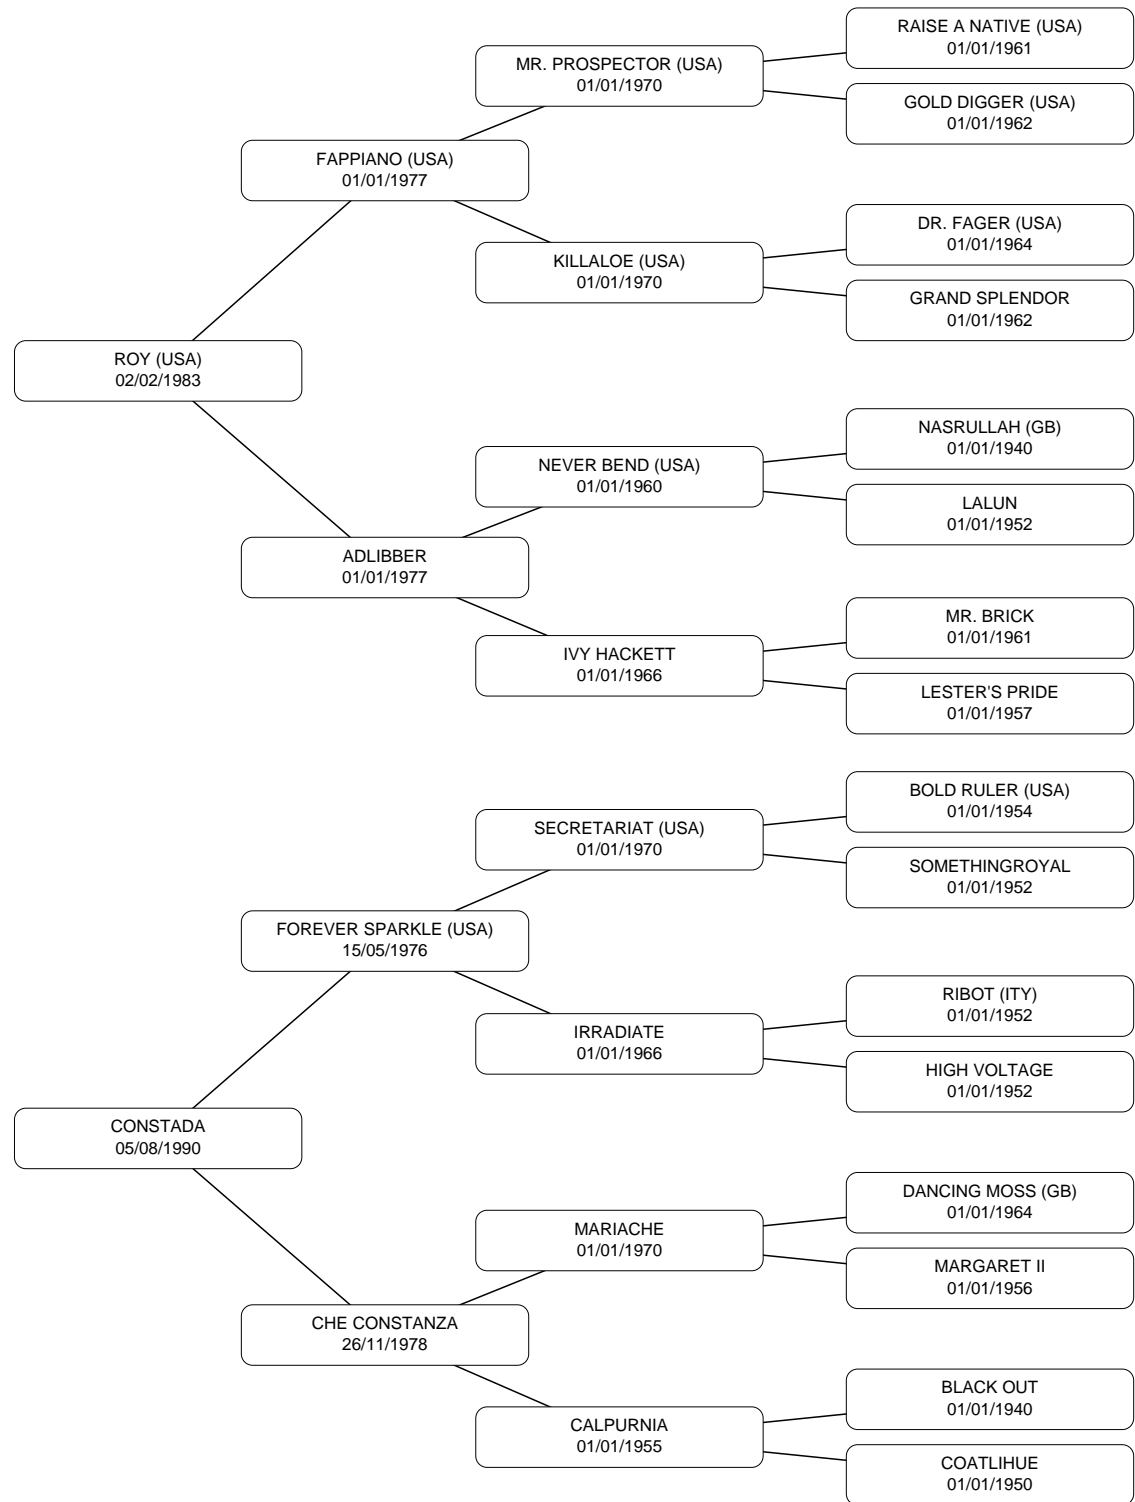 RAISE A NATIVE (USA)
01/01/1961
MR. PROSPECTOR (USA)
01/01/1970
GOLD DIGGER (USA)
01/01/1962
FAPPIANO (USA)
01/01/1977
DR. FAGER (USA)
01/01/1964
KILLALOE (USA)
01/01/1970
GRAND SPLENDOR
01/01/1962
ROY (USA)
02/02/1983
NASRULLAH (GB)
01/01/1940
NEVER BEND (USA)
01/01/1960
LALUN
01/01/1952
ADLIBBER
01/01/1977
MR. BRICK
01/01/1961
IVY HACKETT
01/01/1966
LESTER'S PRIDE
01/01/1957
BOLD RULER (USA)
01/01/1954
SECRETARIAT (USA)
01/01/1970
SOMETHINGROYAL
01/01/1952
FOREVER SPARKLE (USA)
15/05/1976
RIBOT (ITY)
01/01/1952
IRRADIATE
01/01/1966
HIGH VOLTAGE
01/01/1952
CONSTADA
05/08/1990
DANCING MOSS (GB)
01/01/1964
MARIACHE
01/01/1970
MARGARET II
01/01/1956
CHE CONSTANZA
26/11/1978
BLACK OUT
01/01/1940
CALPURNIA
01/01/1955
COATLIHUE
01/01/1950